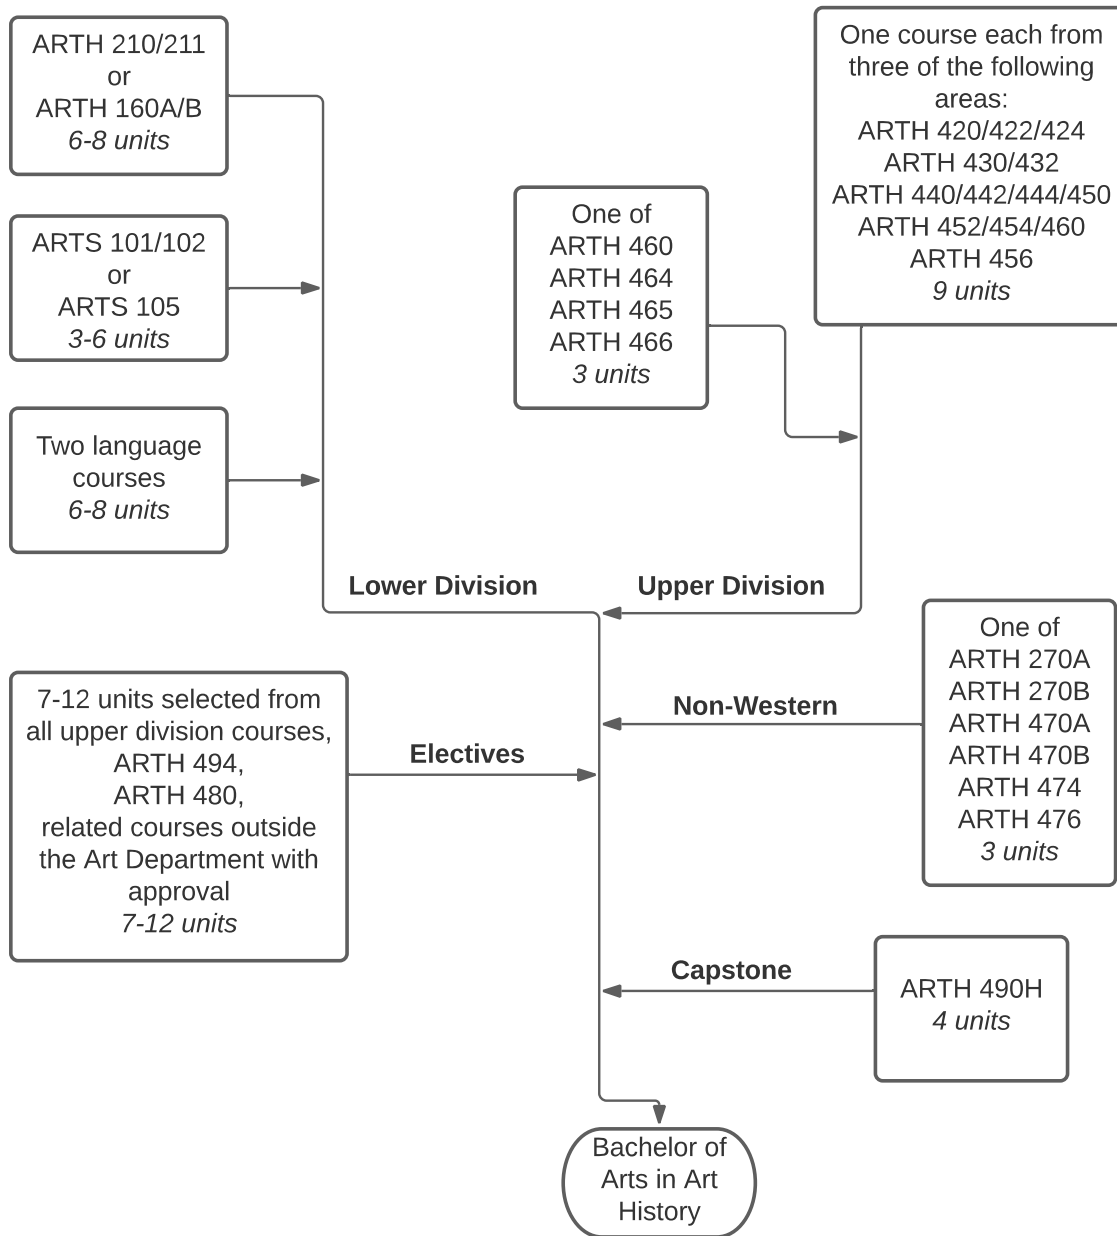 ARTH 210/211
or
ARTH 160A/B
6-8 units
ARTS 101/102
or
ARTS 105
3-6 units
Two language
courses
6-8 units
One of
ARTH 460
ARTH 464
ARTH 465
ARTH 466
3 units
One course each from
three of the following
areas:
ARTH 420/422/424
ARTH 430/432
ARTH 440/442/444/450
ARTH 452/454/460
ARTH 456
9 units
Lower Division
Upper Division
One of
ARTH 270A
ARTH 270B
ARTH 470A
ARTH 470B
ARTH 474
ARTH 476
3 units
Non-Western
7-12 units selected from
all upper division courses,
ARTH 494,
ARTH 480,
related courses outside
the Art Department with
approval
7-12 units
Electives
Capstone
ARTH 490H
4 units
Bachelor of
Arts in Art
History